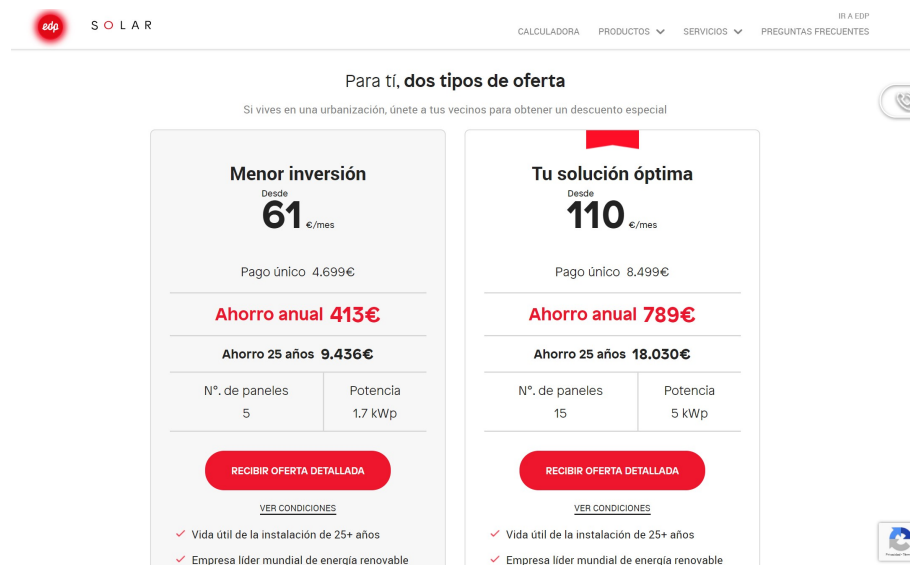 edp
SOLAR
IR A EDP
CALCULADORA
PRODUCTOS
SERVICIOS
PREGUNTAS FRECUENTES
Para tí, dos tipos de oferta
Si vives en una urbanización, únete a tus vecinos para obtener un descuento especial
Menor inversión
Desde
61 €/mes
Pago único 4.699€
Ahorro anual 413€
Ahorro 25 años 9.436€
N°. de paneles
5
Potencia
1.7 kWp
RECIBIR OFERTA DETALLADA
VER CONDICIONES
Vida útil de la instalación de 25+ años
Empresa líder mundial de energía renovable
Tu solución óptima
Desde
110 €/mes
Pago único 8.499€
Ahorro anual 789€
Ahorro 25 años 18.030€
N°. de paneles
15
Potencia
5 kWp
RECIBIR OFERTA DETALLADA
VER CONDICIONES
Vida útil de la instalación de 25+ años
Empresa líder mundial de energía renovable